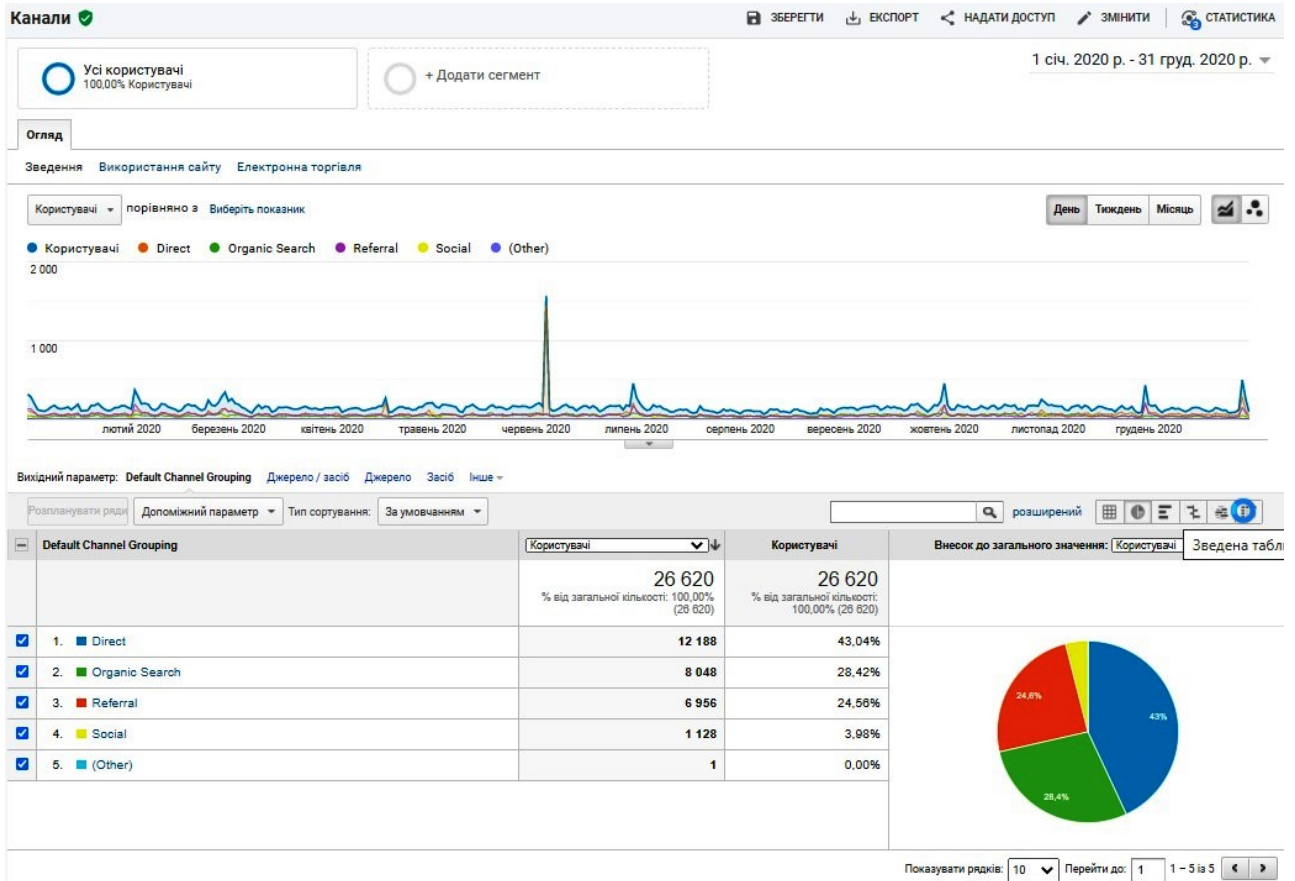 Канали
ЗБЕРЕГТИ ЕКСПОРТ НАДАТИ ДОСТУП ЗМІНИТИ 3 СТАТИСТИКА
Усі користувачі
100,00% Користувачі
+ Додати сегмент
1 січ. 2020 р. - 31 груд. 2020 р.
Огляд
Зведення Використання сайту Електронна торгівля
Користувачі порівняно з Виберіть показник
День Тиждень Місяць
Користувачі Direct Organic Search Referral Social (Other)
2 000
1 000
лютий 2020 березень 2020 квітень 2020 травень 2020 червень 2020 липень 2020 серпень 2020 вересень 2020 жовтень 2020 листопад 2020 грудень 2020
Вихідний параметр: Default Channel Grouping Джерело / засіб Джерело Засіб Інше
Розпланувати ряди Допоміжний параметр Тип сортування: За умовчанням розширений
Default Channel Grouping Користувачі Користувачі Внесок до загального значення: Користувачі Зведена табл
26 620 26 620
% від загальної кількості: 100,00% (26 620) % від загальної кількості: 100,00% (26 620)
1. Direct 12 188 43,04%
2. Organic Search 8 048 28,42%
3. Referral 6 956 24,56%
4. Social 1 128 3,98%
5. (Other) 1 0,00%
24,6%
43%
28,4%
Показувати рядків: 10 Перейти до: 1 1 – 5 із 5